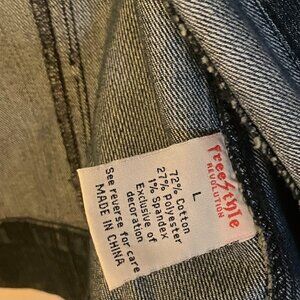 freestyle
REVOLUTION
L
72% Cotton
27% Polyester
1% Spandex
Exclusive of
decoration
See reverse for care
MADE IN CHINA